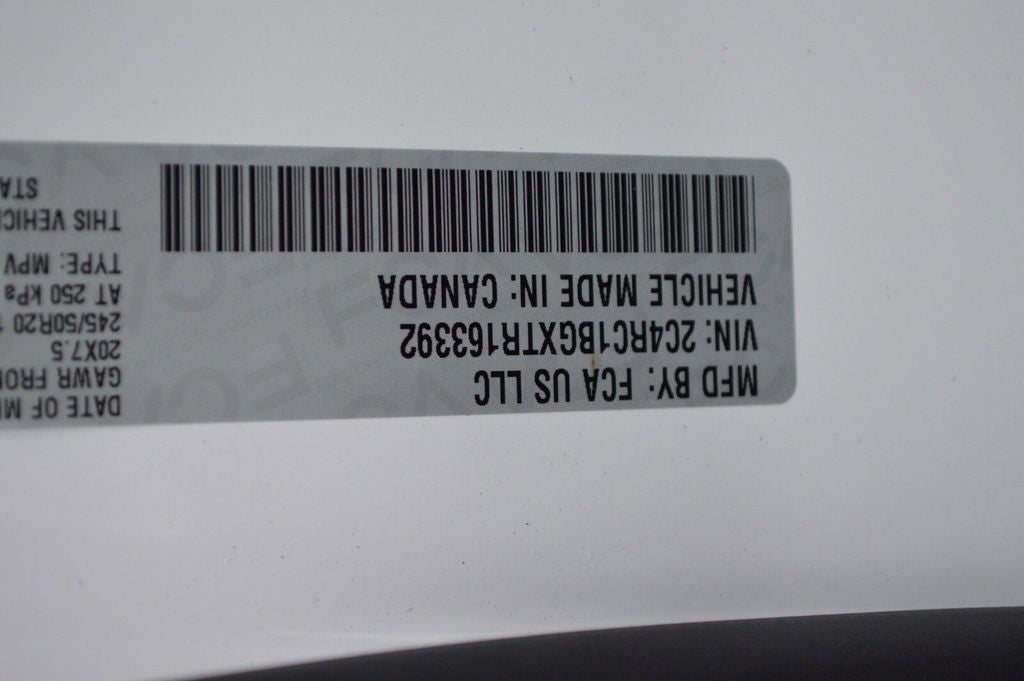 MFD BY: FCA US LLC
VIN: 2C4RC1BGXTR163392
VEHICLE MADE IN: CANADA
DATE OF M
GAWR FRO
20X7.5
245/50R20
AT 250 kPa
TYPE: MPV
THIS VEHIC
STA